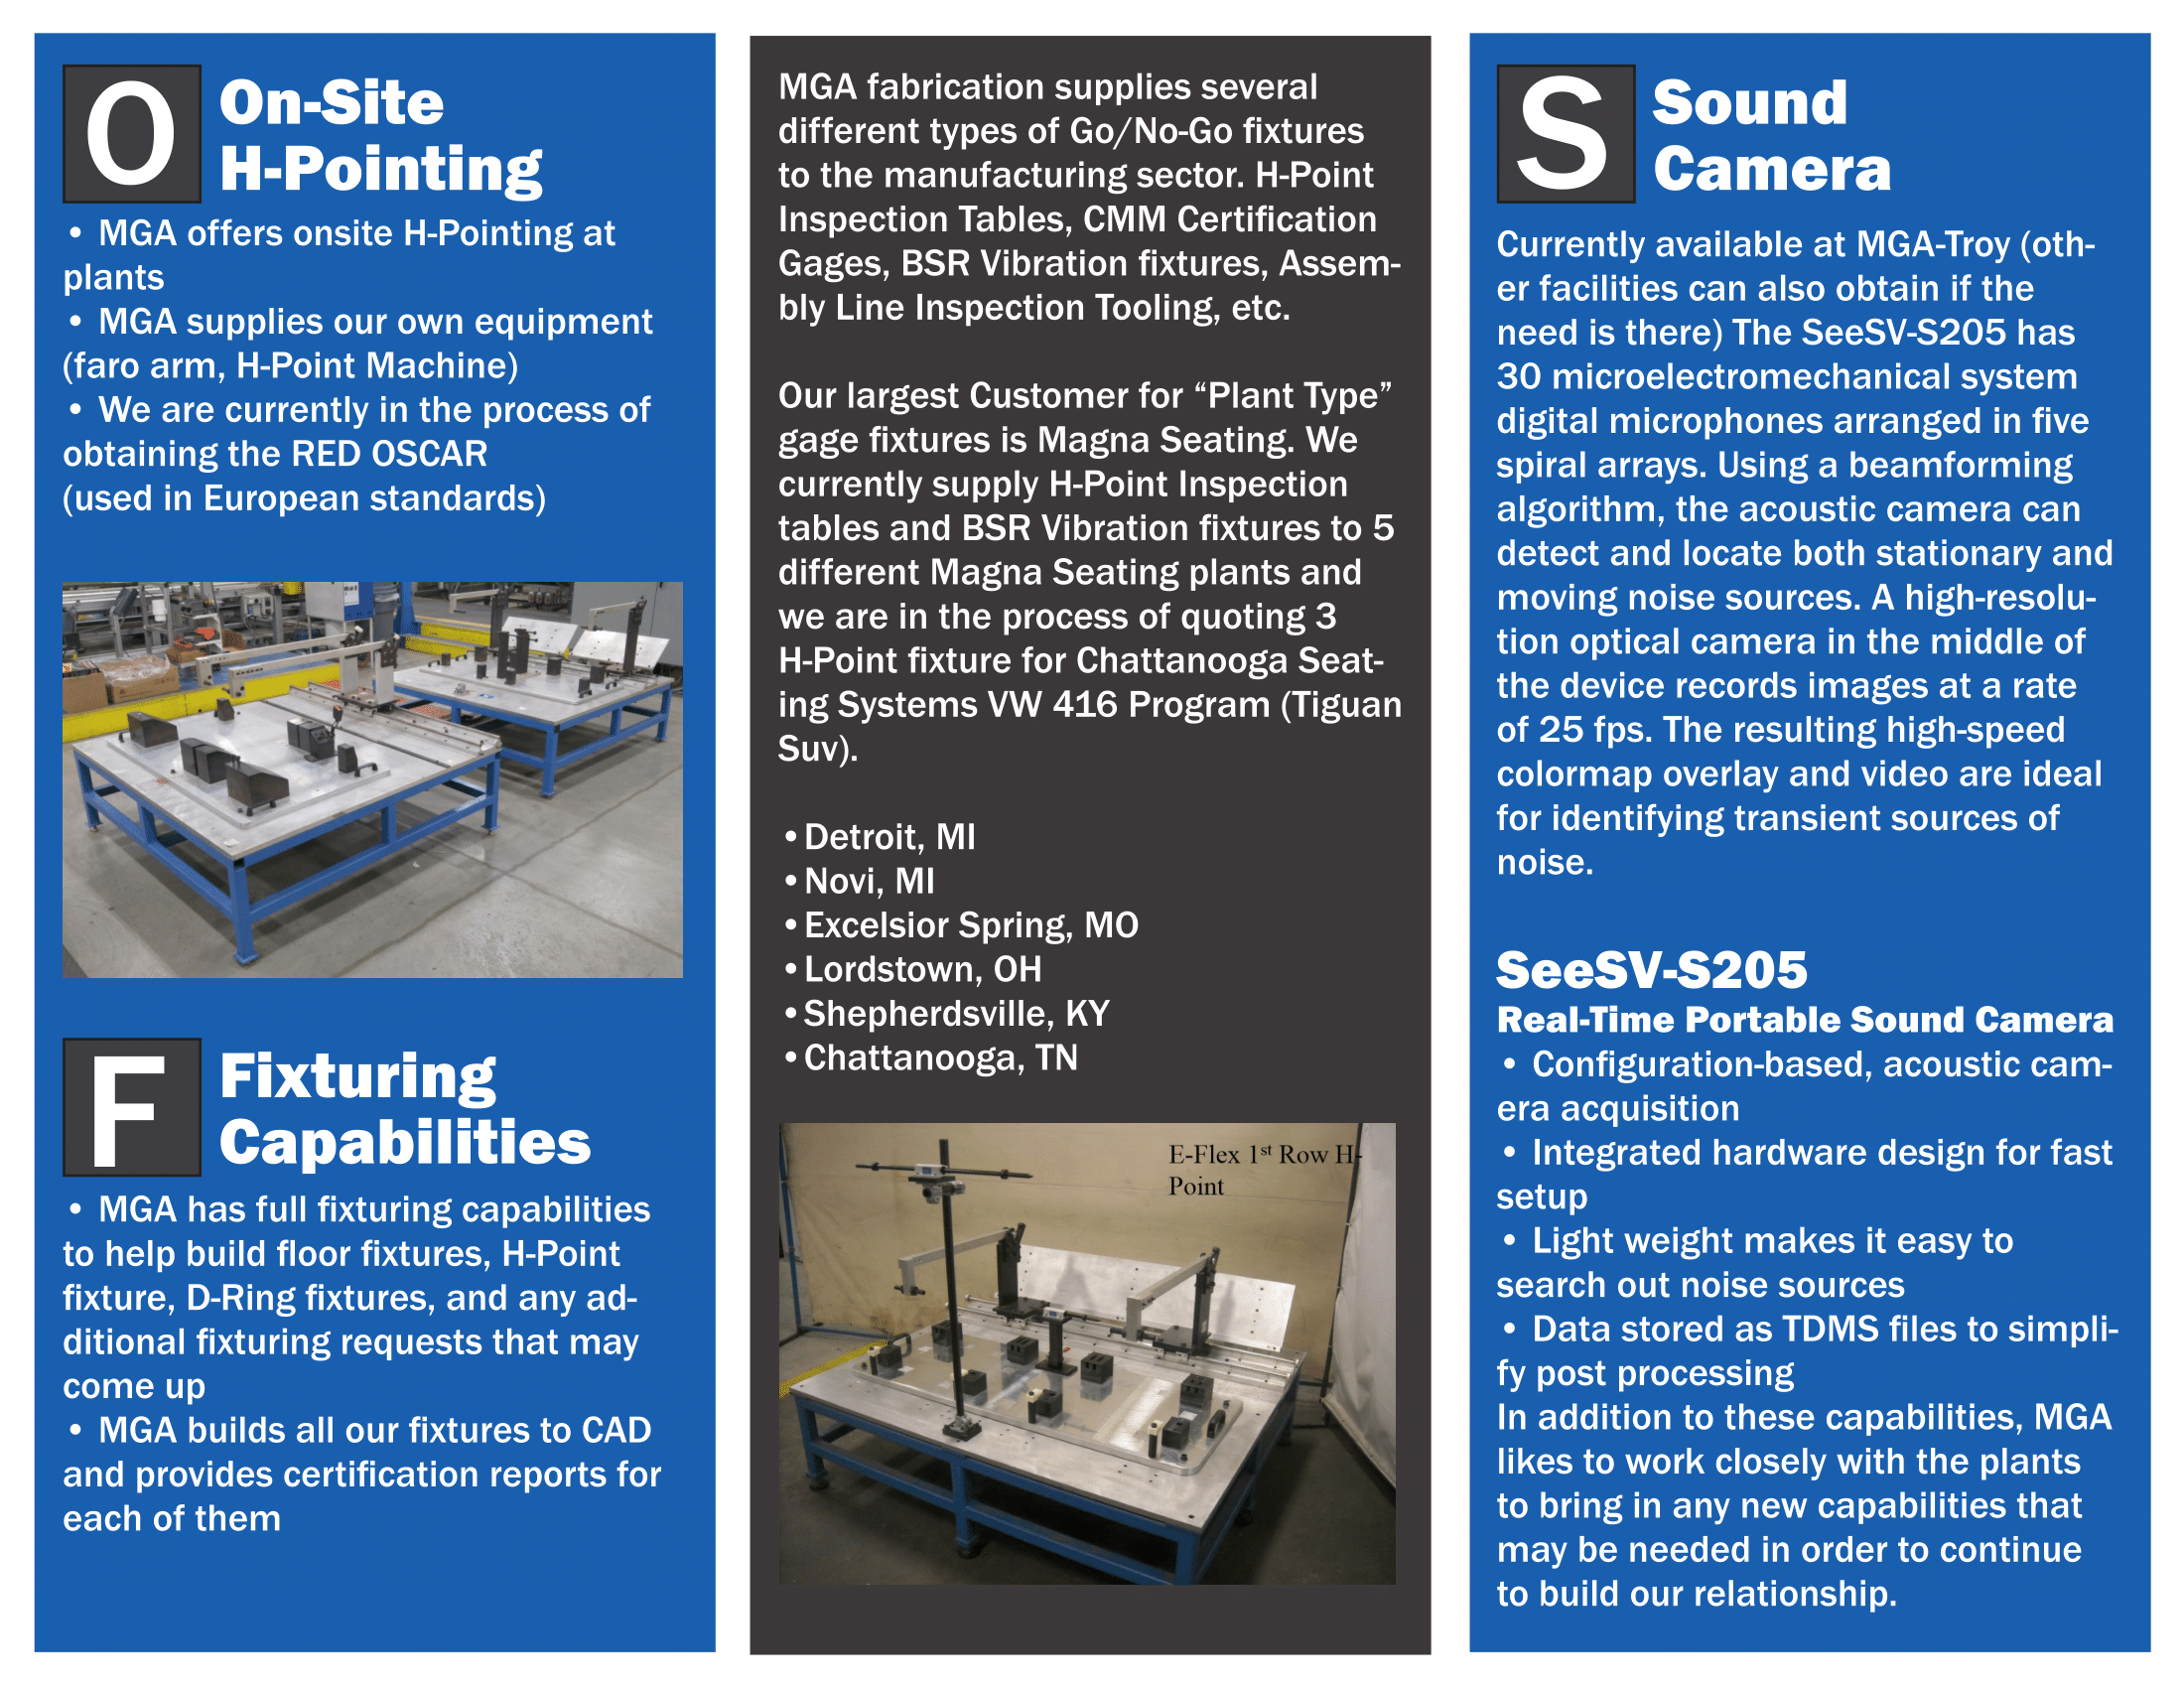 O
On-Site
H-Pointing
• MGA offers onsite H-Pointing at
plants
• MGA supplies our own equipment
(faro arm, H-Point Machine)
• We are currently in the process of
obtaining the RED OSCAR
(used in European standards)
F
Fixturing
Capabilities
• MGA has full fixturing capabilities
to help build floor fixtures, H-Point
fixture, D-Ring fixtures, and any ad-
ditional fixturing requests that may
come up
• MGA builds all our fixtures to CAD
and provides certification reports for
each of them
MGA fabrication supplies several
different types of Go/No-Go fixtures
to the manufacturing sector. H-Point
Inspection Tables, CMM Certification
Gages, BSR Vibration fixtures, Assem-
bly Line Inspection Tooling, etc.
Our largest Customer for “Plant Type”
gage fixtures is Magna Seating. We
currently supply H-Point Inspection
tables and BSR Vibration fixtures to 5
different Magna Seating plants and
we are in the process of quoting 3
H-Point fixture for Chattanooga Seat-
ing Systems VW 416 Program (Tiguan
Suv).
•Detroit, MI
•Novi, MI
•Excelsior Spring, MO
•Lordstown, OH
•Shepherdsville, KY
•Chattanooga, TN
E-Flex 1st Row H-
Point
S
Sound
Camera
Currently available at MGA-Troy (oth-
er facilities can also obtain if the
need is there) The SeeSV-S205 has
30 microelectromechanical system
digital microphones arranged in five
spiral arrays. Using a beamforming
algorithm, the acoustic camera can
detect and locate both stationary and
moving noise sources. A high-resolu-
tion optical camera in the middle of
the device records images at a rate
of 25 fps. The resulting high-speed
colormap overlay and video are ideal
for identifying transient sources of
noise.
SeeSV-S205
Real-Time Portable Sound Camera
• Configuration-based, acoustic cam-
era acquisition
• Integrated hardware design for fast
setup
• Light weight makes it easy to
search out noise sources
• Data stored as TDMS files to simpli-
fy post processing
In addition to these capabilities, MGA
likes to work closely with the plants
to bring in any new capabilities that
may be needed in order to continue
to build our relationship.